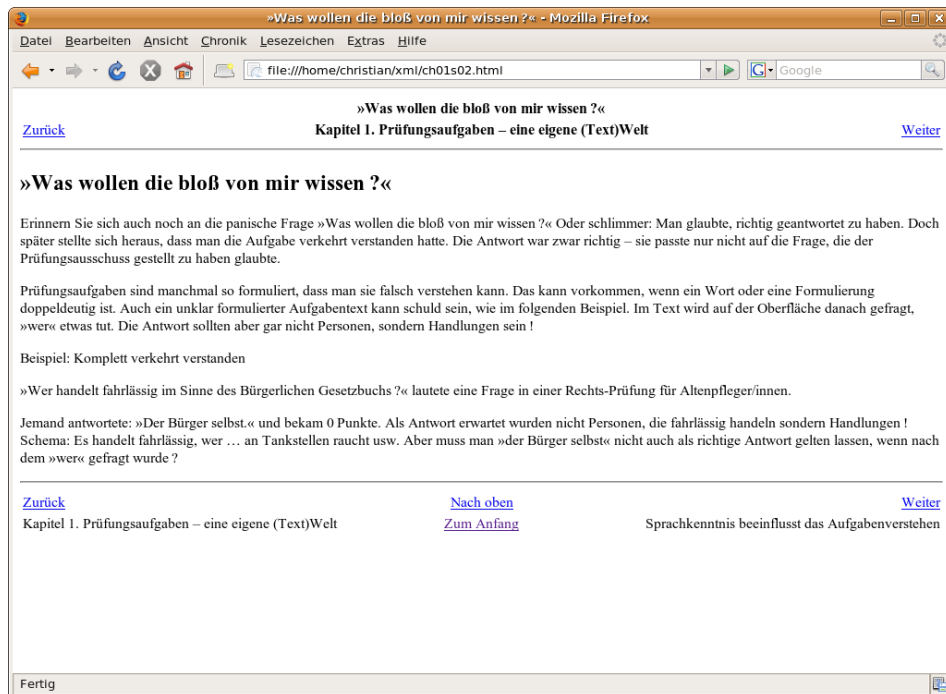 »Was wollen die bloß von mir wissen ?« - Mozilla Firefox
Datei Bearbeiten Ansicht Chronik Lesezeichen Extras Hilfe
file:///home/christian/xml/ch01s02.html
Google
»Was wollen die bloß von mir wissen ?«
Zurück Kapitel 1. Prüfungsaufgaben – eine eigene (Text)Welt Weiter
»Was wollen die bloß von mir wissen ?«
Erinnern Sie sich auch noch an die panische Frage »Was wollen die bloß von mir wissen ?« Oder schlimmer: Man glaubte, richtig geantwortet zu haben. Doch
später stellte sich heraus, dass man die Aufgabe verkehrt verstanden hatte. Die Antwort war zwar richtig – sie passte nur nicht auf die Frage, die der
Prüfungsausschuss gestellt zu haben glaubte.
Prüfungsaufgaben sind manchmal so formuliert, dass man sie falsch verstehen kann. Das kann vorkommen, wenn ein Wort oder eine Formulierung
doppeldeutig ist. Auch ein unklar formulierter Aufgabentext kann schuld sein, wie im folgenden Beispiel. Im Text wird auf der Oberfläche danach gefragt,
»wer« etwas tut. Die Antwort sollten aber gar nicht Personen, sondern Handlungen sein !
Beispiel: Komplett verkehrt verstanden
»Wer handelt fahrlässig im Sinne des Bürgerlichen Gesetzbuchs ?« lautete eine Frage in einer Rechts-Prüfung für Altenpfleger/innen.
Jemand antwortete: »Der Bürger selbst.« und bekam 0 Punkte. Als Antwort erwartet wurden nicht Personen, die fahrlässig handeln sondern Handlungen !
Schema: Es handelt fahrlässig, wer … an Tankstellen raucht usw. Aber muss man »der Bürger selbst« nicht auch als richtige Antwort gelten lassen, wenn nach
dem »wer« gefragt wurde ?
Zurück Nach oben Weiter
Kapitel 1. Prüfungsaufgaben – eine eigene (Text)Welt Zum Anfang Sprachkenntnis beeinflusst das Aufgabenverstehen
Fertig